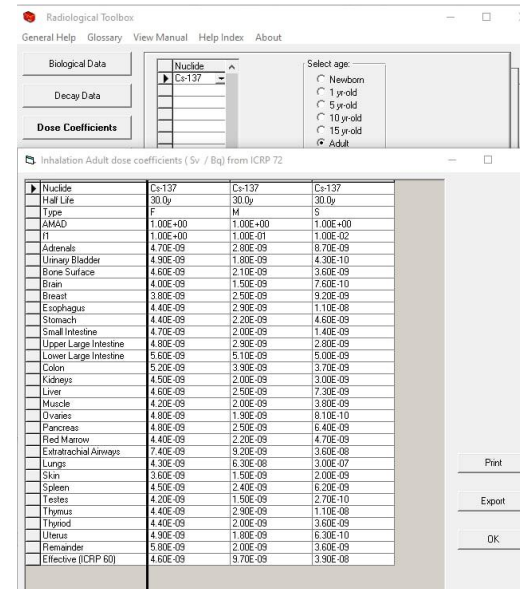 Radiological Toolbox
General Help Glossary View Manual Help Index About
Biological Data
Decay Data
Dose Coefficients
Nuclide
Cs-137
Select age:
Newborn
1 yr-old
5 yr-old
10 yr-old
15 yr-old
Adult
Inhalation Adult dose coefficients ( Sv / Bq) from ICRP 72
Nuclide Cs-137 Cs-137 Cs-137
Half Life 30.0y 30.0y 30.0y
Type F M S
AMAD 1.00E+00 1.00E+00 1.00E+00
f1 1.00E+00 1.00E-01 1.00E-02
Adrenals 4.70E-09 2.80E-09 8.70E-09
Urinary Bladder 4.90E-09 1.80E-09 4.30E-10
Bone Surface 4.60E-09 2.10E-09 3.60E-09
Brain 4.00E-09 1.50E-09 7.60E-10
Breast 3.80E-09 2.50E-09 9.20E-09
Esophagus 4.40E-09 2.90E-09 1.10E-08
Stomach 4.40E-09 2.20E-09 4.60E-09
Small Intestine 4.70E-09 2.00E-09 1.40E-09
Upper Large Intestine 4.80E-09 2.90E-09 2.80E-09
Lower Large Intestine 5.60E-09 5.10E-09 5.00E-09
Colon 5.20E-09 3.90E-09 3.70E-09
Kidneys 4.50E-09 2.00E-09 3.00E-09
Liver 4.60E-09 2.50E-09 7.30E-09
Muscle 4.20E-09 2.00E-09 3.80E-09
Ovaries 4.80E-09 1.90E-09 8.10E-10
Pancreas 4.80E-09 2.50E-09 6.40E-09
Red Marrow 4.40E-09 2.20E-09 4.70E-09
Extratrachial Airways 7.40E-09 9.20E-09 3.60E-08
Lungs 4.30E-09 6.30E-08 3.00E-07
Skin 3.60E-09 1.50E-09 2.00E-09
Spleen 4.50E-09 2.40E-09 6.20E-09
Testes 4.20E-09 1.50E-09 2.70E-10
Thymus 4.40E-09 2.90E-09 1.10E-08
Thyriod 4.40E-09 2.00E-09 3.60E-09
Uterus 4.90E-09 1.80E-09 6.30E-10
Remainder 5.80E-09 2.00E-09 3.60E-09
Effective (ICRP 60) 4.60E-09 9.70E-09 3.90E-08
Print
Export
OK